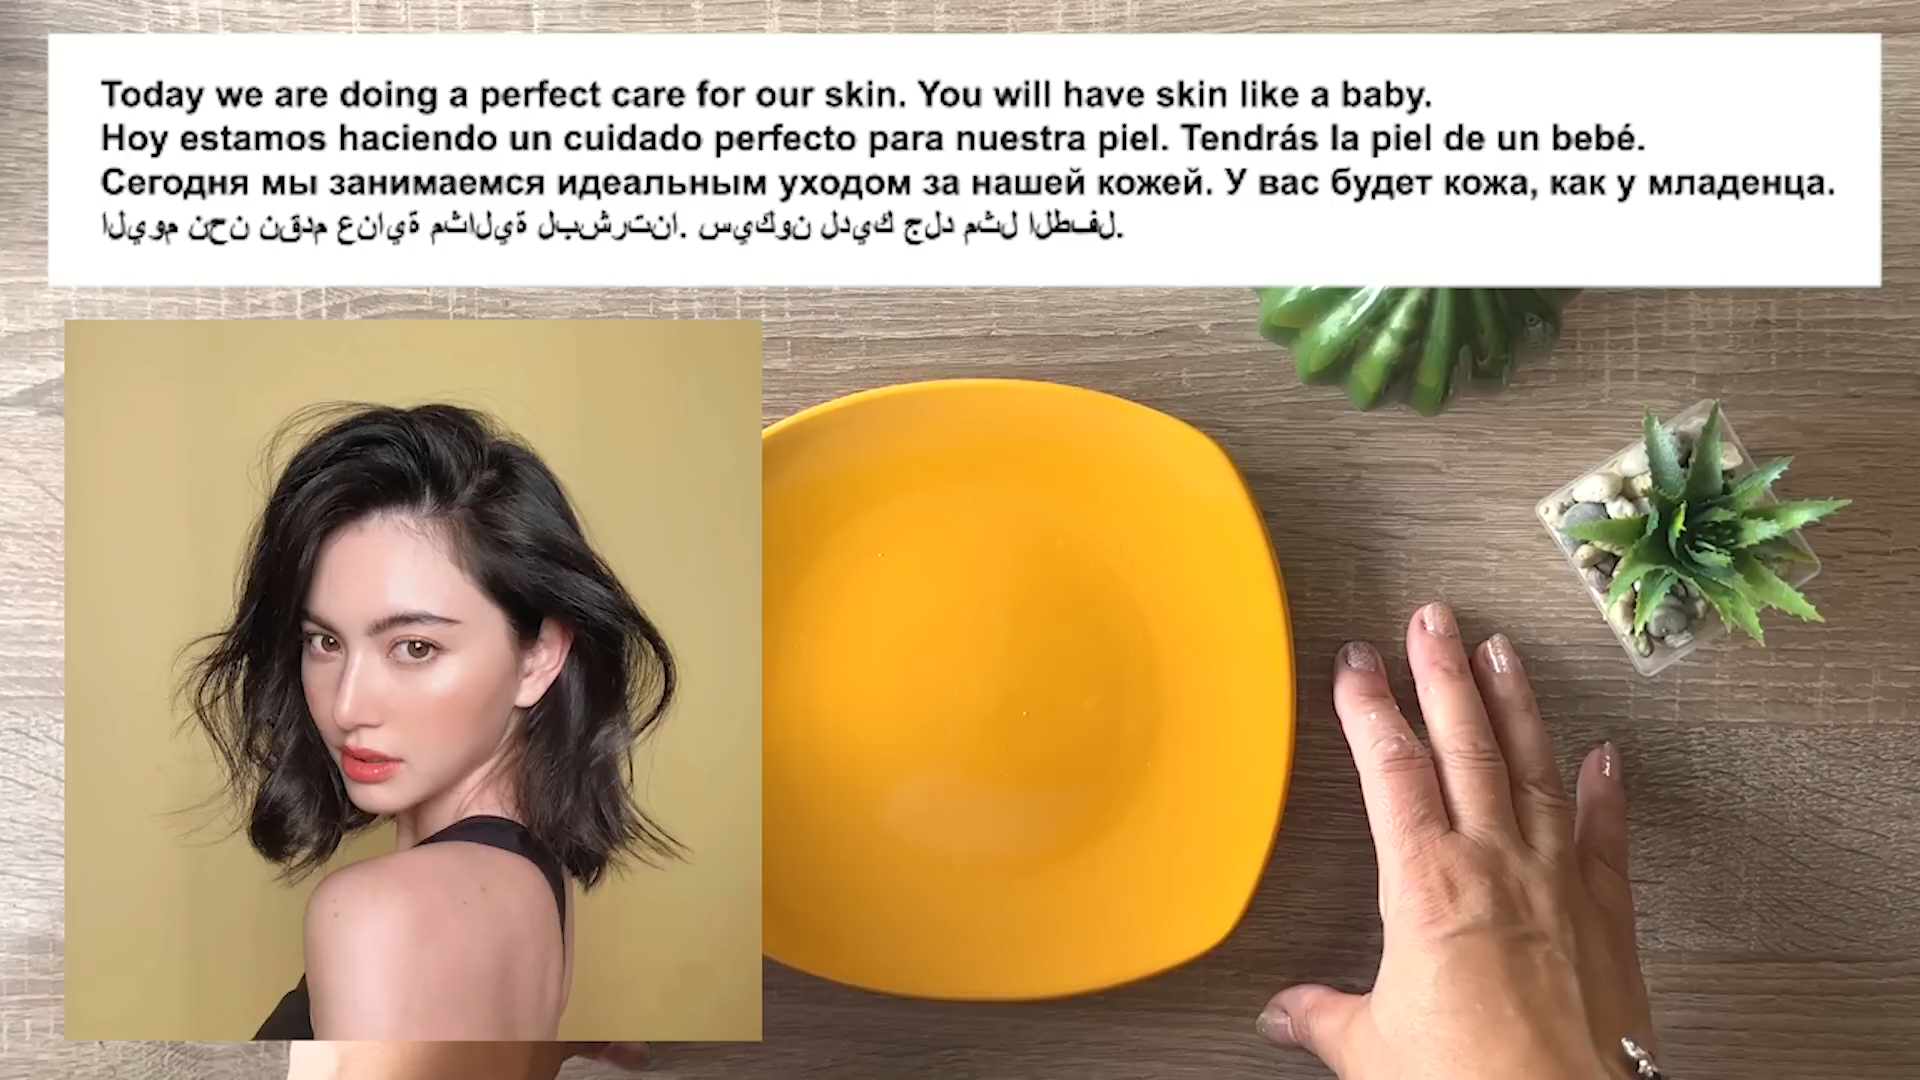 Today we are doing a perfect care for our skin. You will have skin like a baby.
Hoy estamos haciendo un cuidado perfecto para nuestra piel. Tendrás la piel de un bebé.
Сегодня мы занимаемся идеальным уходом за нашей кожей. У вас будет кожа, как у младенца.
اليوم نحن نقدم عناية مثالية لبشرتنا. سيكون لديك جلد مثل الطفل.